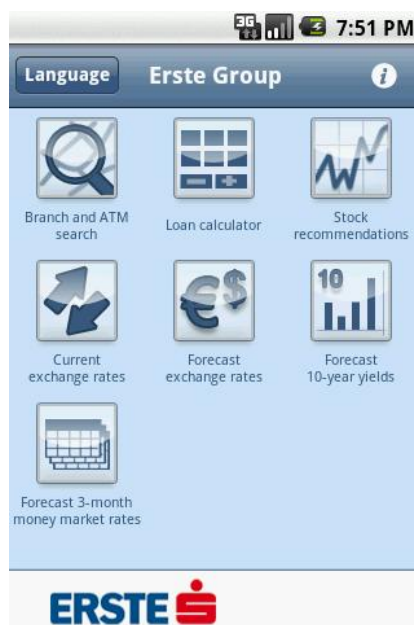 3G 7:51 PM
Language Erste Group i
Branch and ATM
search
Loan calculator
Stock
recommendations
Current
exchange rates
€$
Forecast
exchange rates
10
Forecast
10-year yields
Forecast 3-month
money market rates
ERSTE